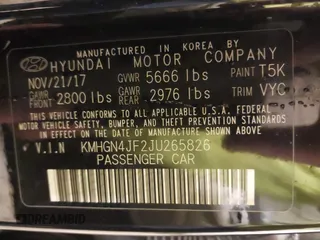 MANUFACTURED IN KOREA BY
HYUNDAI MOTOR COMPANY
NOV/21/17 GVWR 5666 lbs PAINT T5K
GAWR FRONT 2800 lbs GAWR REAR 2976 lbs TRIM VYC
THIS VEHICLE CONFORMS TO ALL APPLICABLE U.S.A. FEDERAL
MOTOR VEHICLE SAFETY, BUMPER, AND THEFT PREVENTION
STANDARDS IN EFFECT ON THE DATE OF MANUFACTURE SHOWN ABOVE.
V.I.N KMHGN4JF2JU265826
PASSENGER CAR
DREAMBID